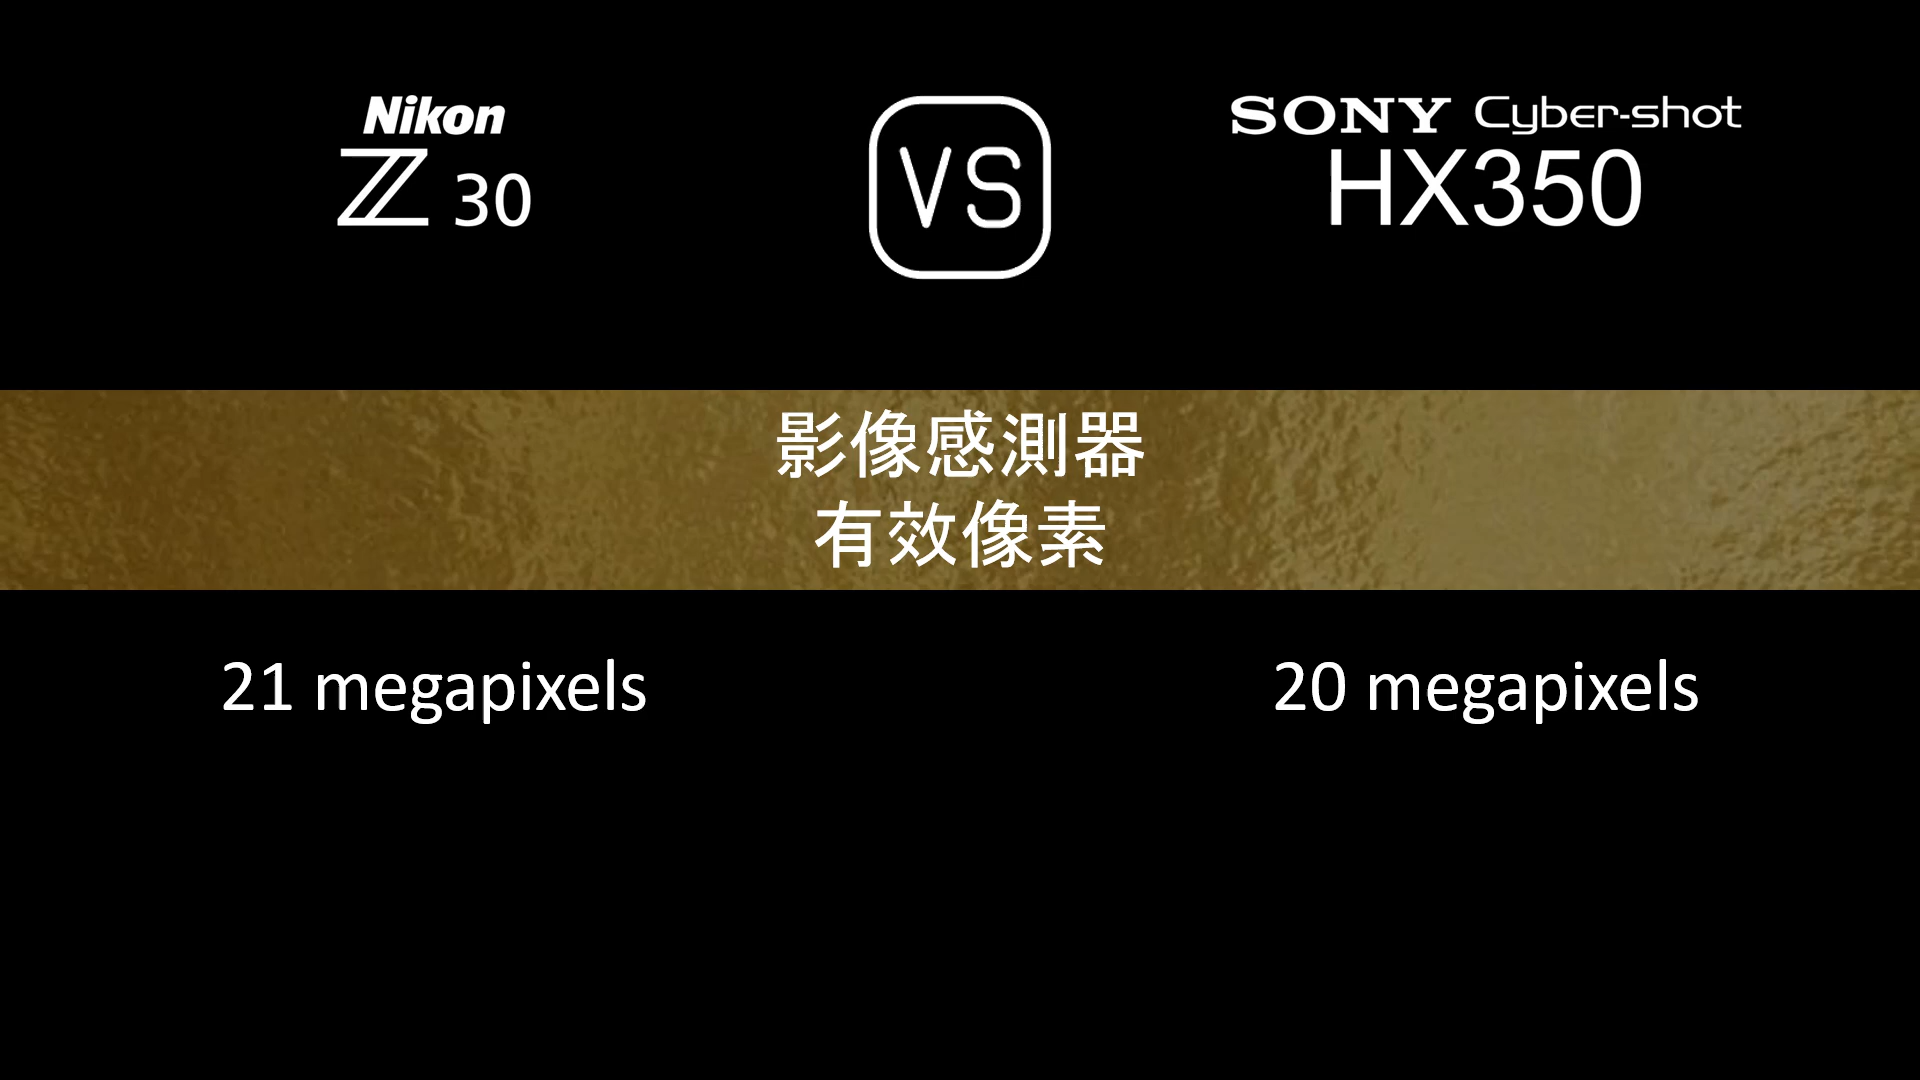 Nikon
Z 30
VS
SONY Cyber-shot
HX350
影像感測器
有效像素
21 megapixels
20 megapixels